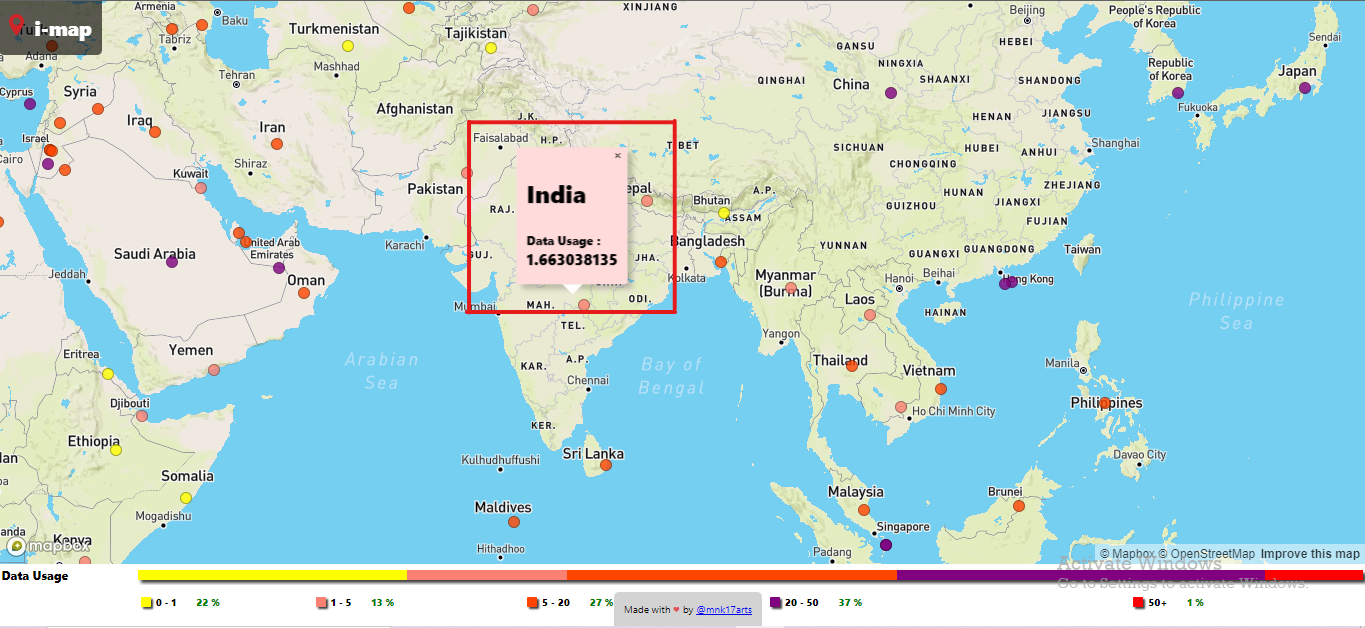 Armenia
XINJIANG
Beijing
People's Republic
of Korea
i-map
Baku
Tabriz
Turkmenistan
Tajikistan
GANSU
HEBEI
Sendai
Adana
Mashhad
NINGXIA
Republic
of Korea
Tehran
QINGHAI
China
SHAANXI
SHANDONG
Japan
Cyprus
Syria
Afghanistan
Fukuoka
Iraq
Iran
J.K.
HENAN
JIANGSU
Israel
Faisalabad
H.P.
TIBET
SICHUAN
HUBEI
ANHUI
Shanghai
Cairo
Shiraz
CHONGQING
Kuwait
Pakistan
×
India
epal
Bhutan
A.P.
HUNAN
ZHEJIANG
JIANGXI
RAJ.
ASSAM
GUIZHOU
FUJIAN
Karachi
United Arab
Emirates
Data Usage :
1.663038135
Bangladesh
YUNNAN
GUANGXI
GUANGDONG
Taiwan
Saudi Arabia
GUJ.
JHA.
Jeddah
Oman
Kolkata
Myanmar
(Burma)
Hanoi
Beihai
Hong Kong
Mumbai
MAH.
ODI.
Laos
HAINAN
Philippine
Sea
TEL.
Yangon
Eritrea
Yemen
Arabian
Sea
KAR.
A.P.
Bay of
Bengal
Thailand
Vietnam
Manila
Chennai
Djibouti
Ho Chi Minh City
Philippines
Ethiopia
KER.
Kulhudhuffushi
Sri Lanka
Davao City
Somalia
Malaysia
Brunei
Mogadishu
Maldives
Singapore
Kenya
mapbox
Hithadhoo
Padang
© Mapbox © OpenStreetMap Improve this map
Activate Windows
Go to Settings to activate Windows.
Data Usage
0 - 1 22 %
1 - 5 13 %
5 - 20 27 %
Made with ♥ by @mnk17arts
20 - 50 37 %
50+ 1 %